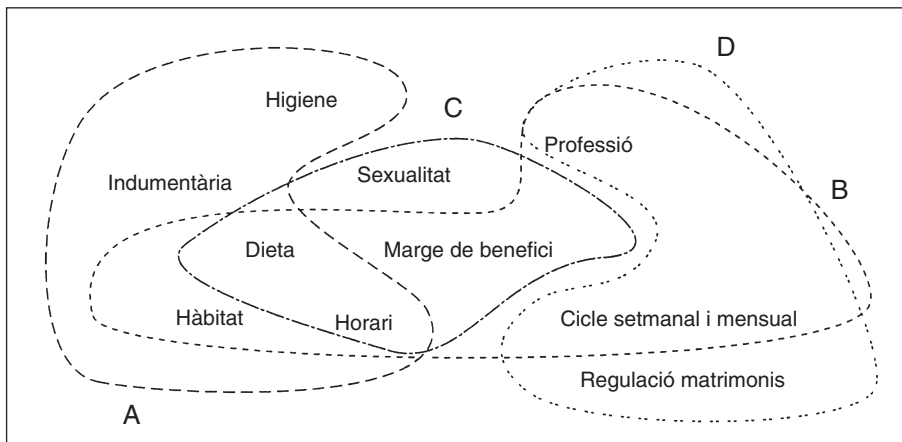 D
Higiene
C
Professió
Sexualitat
Indumentària
B
Dieta
Marge de benefici
Hàbitat
Horari
Cicle setmanal i mensual
Regulació matrimonis
A